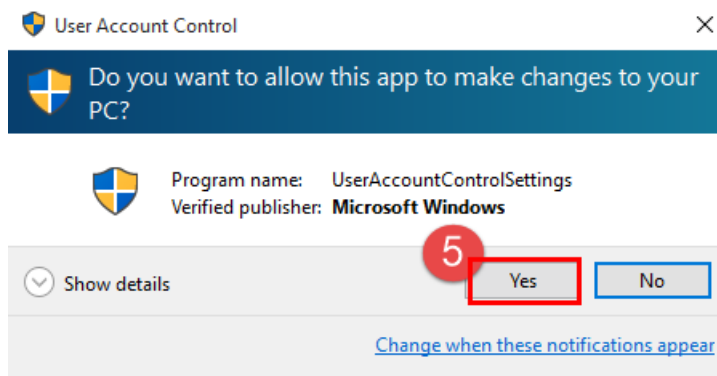 User Account Control
Do you want to allow this app to make changes to your
PC?
Program name: UserAccountControlSettings
Verified publisher: Microsoft Windows
5
Show details
Yes
No
Change when these notifications appear